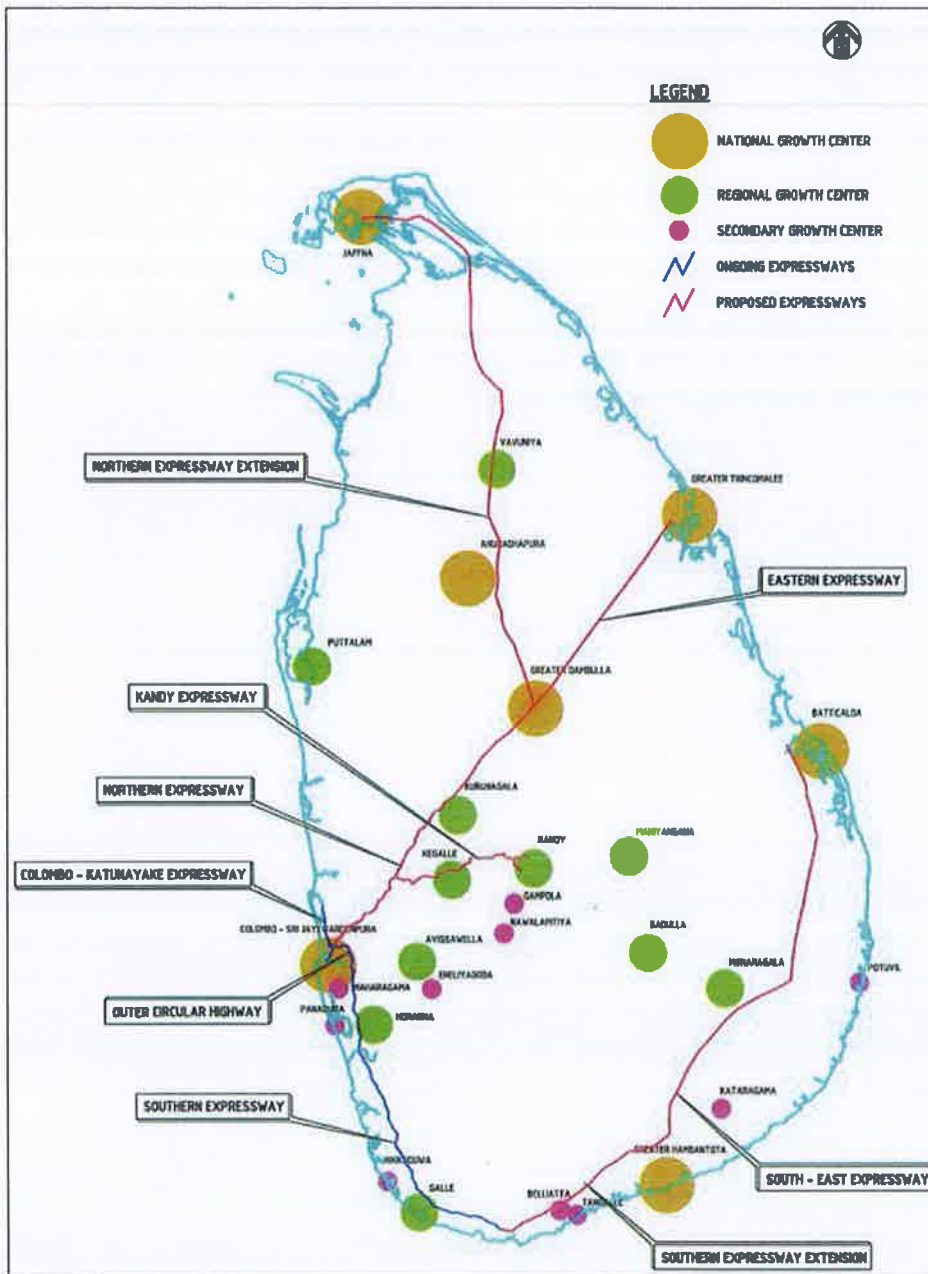 LEGEND
NATIONAL GROWTH CENTER
REGIONAL GROWTH CENTER
SECONDARY GROWTH CENTER
ONGOING EXPRESSWAYS
PROPOSED EXPRESSWAYS
JAFFNA
VAVUNIYA
NORTHERN EXPRESSWAY EXTENSION
GREATER TRINCOMALEE
ANURADHAPURA
EASTERN EXPRESSWAY
PUTTALAM
GREATER DAMBULLA
KANDY EXPRESSWAY
BATTICALOA
NORTHERN EXPRESSWAY
KURUNAGALA
KANDY
KEGALLE
COLOMBO - KATUNAYAKE EXPRESSWAY
GAMPOLA
NAWALAPITIYA
BADULLA
AVISSAWELLA
MONARAGALA
POTUVIL
EHELIYAGODA
MAHARAGAMA
OUTER CIRCULAR HIGHWAY
PANADURA
HORANA
SOUTHERN EXPRESSWAY
KATARAGAMA
GREATER HAMBANTOTA
SOUTH - EAST EXPRESSWAY
GALLE
BELIATTA
TANGALLE
SOUTHERN EXPRESSWAY EXTENSION